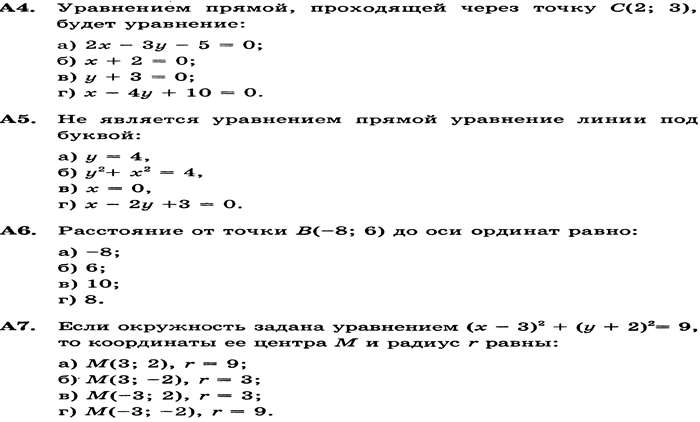 А4. Уравнением прямой, проходящей через точку C(2; 3),
будет уравнение:
а) 2x − 3y − 5 = 0;
б) x + 2 = 0;
в) y + 3 = 0;
г) x − 4y + 10 = 0.
А5. Не является уравнением прямой уравнение линии под
буквой:
а) y = 4,
б) y²+ x² = 4,
в) x = 0,
г) x − 2y +3 = 0.
А6. Расстояние от точки B(−8; 6) до оси ординат равно:
а) −8;
б) 6;
в) 10;
г) 8.
А7. Если окружность задана уравнением (x − 3)² + (y + 2)²= 9,
то координаты ее центра M и радиус r равны:
а) M(3; 2), r = 9;
б) M(3; −2), r = 3;
в) M(−3; 2), r = 3;
г) M(−3; −2), r = 9.